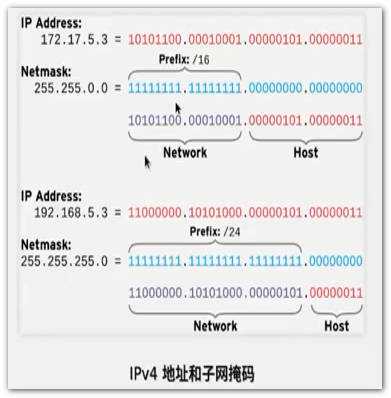 IP Address:
172.17.5.3 = 10101100.00010001.00000101.00000011
Prefix: /16
Netmask:
255.255.0.0 = 11111111.11111111.00000000.00000000
10101100.00010001.00000101.00000011
Network Host
IP Address:
192.168.5.3 = 11000000.10101000.00000101.00000011
Prefix: /24
Netmask:
255.255.255.0 = 11111111.11111111.11111111.00000000
11000000.10101000.00000101.00000011
Network Host
IPv4 地址和子网掩码